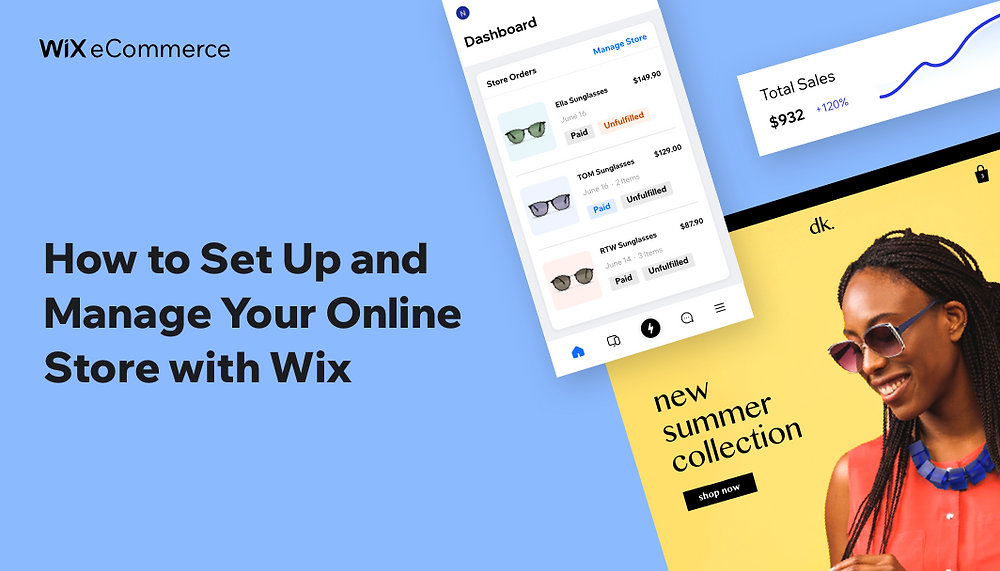 WiX eCommerce
How to Set Up and
Manage Your Online
Store with Wix
N
Dashboard
Store Orders
Manage Store
Ella Sunglasses
$149.90
June 16
Paid
Unfulfilled
TOM Sunglasses
$129.00
June 16 · 2 Items
Paid
Unfulfilled
RTW Sunglasses
$87.90
June 14 · 3 Items
Paid
Unfulfilled
Total Sales
$932 +120%
3
dk.
new
summer
collection
shop now